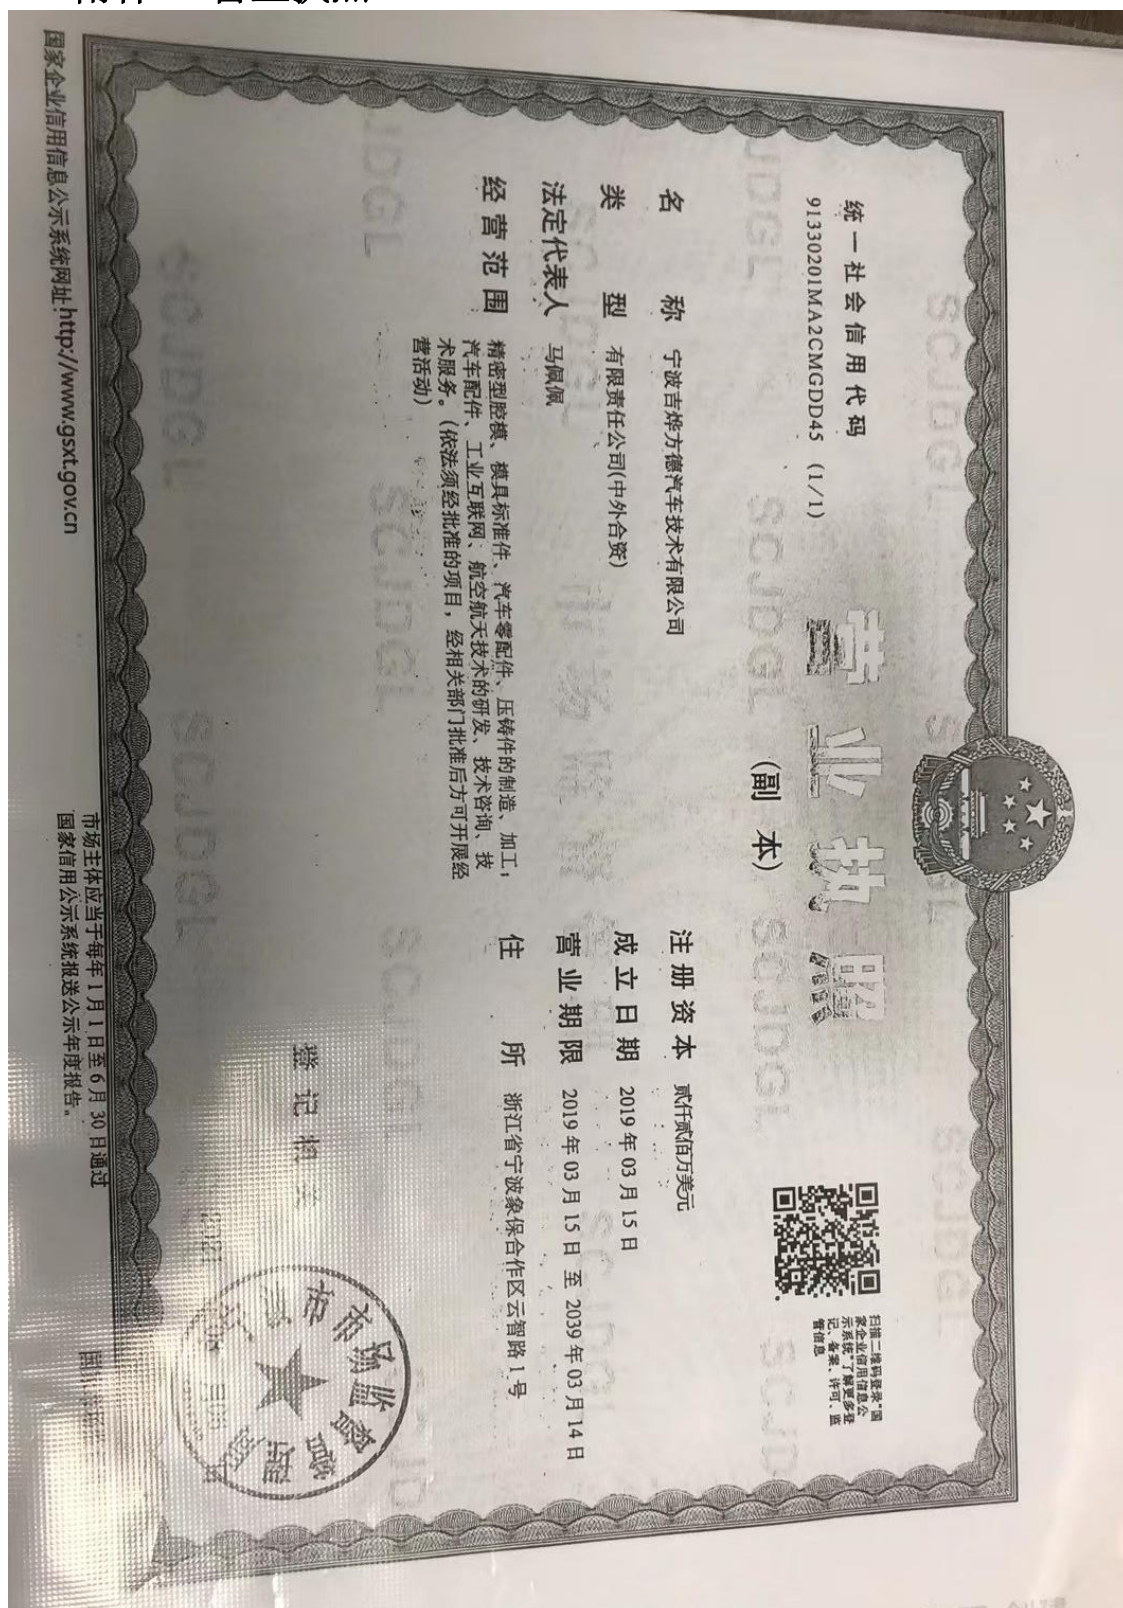 统一社会信用代码
91330201MA2CMGDD45 (1/1)
营业执照
(副本)
扫描二维码登录"国
家企业信用信息公
示系统"了解更多登
记、备案、许可、监
管信息
名称 宁波吉烨方德汽车技术有限公司
类型 有限责任公司(中外合资)
法定代表人 马佩佩
经营范围 精密型腔模、模具标准件、汽车零配件、压铸件的制造、加工;
汽车配件、工业互联网、航空航天技术的研发、技术咨询、技
术服务。(依法须经批准的项目,经相关部门批准后方可开展经
营活动)
注册资本 贰仟贰佰万美元
成立日期 2019年03月15日
营业期限 2019年03月15日至2039年03月14日
住所 浙江省宁波象保合作区云智路1号
登记机关
市市场监督管理
国家企业信用信息公示系统网址http://www.gsxt.gov.cn
市场主体应当于每年1月1日至6月30日通过
国家信用公示系统报送公示年度报告。
SCJDGL